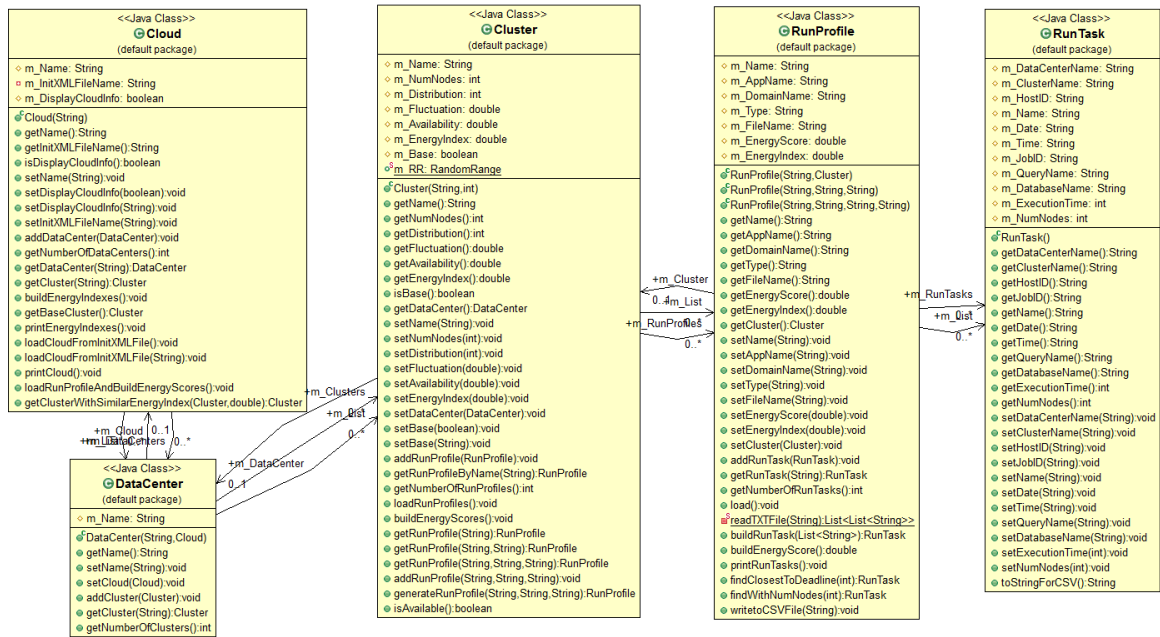 <<Java Class>>
Cloud
(default package)
m_Name: String
m_InitXMLFileName: String
m_DisplayCloudInfo: boolean
Cloud(String)
getName():String
getInitXMLFileName():String
isDisplayCloudInfo():boolean
setName(String):void
setDisplayCloudInfo(boolean):void
setDisplayCloudInfo(String):void
setInitXMLFileName(String):void
addDataCenter(DataCenter):void
getNumberOfDataCenters():int
getDataCenter(String):DataCenter
getCluster(String):Cluster
buildEnergyIndexes():void
getBaseCluster():Cluster
printEnergyIndexes():void
loadCloudFromInitXMLFile():void
loadCloudFromInitXMLFile(String):void
printCloud():void
loadRunProfileAndBuildEnergyScores():void
getClusterWithSimilarEnergyIndex(Cluster,double):Cluster
+m_Cloud
0..1
0..*
<<Java Class>>
DataCenter
(default package)
m_Name: String
DataCenter(String,Cloud)
getName():String
setName(String):void
setCloud(Cloud):void
addCluster(Cluster):void
getCluster(String):Cluster
getNumberOfClusters():int
+m_Clusters
+m_List
0..*
+m_DataCenter
0..1
<<Java Class>>
Cluster
(default package)
m_Name: String
m_NumNodes: int
m_Distribution: int
m_Fluctuation: double
m_Availability: double
m_EnergyIndex: double
m_Base: boolean
m_RR: RandomRange
Cluster(String,int)
getName():String
getNumNodes():int
getDistribution():int
getFluctuation():double
getAvailability():double
getEnergyIndex():double
isBase():boolean
getDataCenter():DataCenter
setName(String):void
setNumNodes(int):void
setDistribution(int):void
setFluctuation(double):void
setAvailability(double):void
setEnergyIndex(double):void
setDataCenter(DataCenter):void
setBase(boolean):void
setBase(String):void
addRunProfile(RunProfile):void
getRunProfileByName(String):RunProfile
getNumberOfRunProfiles():int
loadRunProfiles():void
buildEnergyScores():void
getRunProfile(String):RunProfile
getRunProfile(String,String):RunProfile
getRunProfile(String,String,String):RunProfile
addRunProfile(String,String,String):void
generateRunProfile(String,String,String):RunProfile
isAvailable():boolean
+m_Cluster
0..1
+m_List
+m_RunProfiles
0..*
<<Java Class>>
RunProfile
(default package)
m_Name: String
m_AppName: String
m_DomainName: String
m_Type: String
m_FileName: String
m_EnergyScore: double
m_EnergyIndex: double
RunProfile(String,Cluster)
RunProfile(String,String,String)
RunProfile(String,String,String,String)
getName():String
getAppName():String
getDomainName():String
getType():String
getFileName():String
getEnergyScore():double
getEnergyIndex():double
getCluster():Cluster
setName(String):void
setAppName(String):void
setDomainName(String):void
setType(String):void
setFileName(String):void
setEnergyScore(double):void
setEnergyIndex(double):void
setCluster(Cluster):void
addRunTask(RunTask):void
getRunTask(String):RunTask
getNumberOfRunTasks():int
load():void
readTXTFile(String):List<List<String>>
buildRunTask(List<String>):RunTask
buildEnergyScore():double
printRunTasks():void
findClosestToDeadline(int):RunTask
findWithNumNodes(int):RunTask
writetoCSVFile(String):void
+m_RunTasks
0..*
+m_List
0..*
<<Java Class>>
RunTask
(default package)
m_DataCenterName: String
m_ClusterName: String
m_HostID: String
m_Name: String
m_Date: String
m_Time: String
m_JobID: String
m_QueryName: String
m_DatabaseName: String
m_ExecutionTime: int
m_NumNodes: int
RunTask()
getDataCenterName():String
getClusterName():String
getHostID():String
getJobID():String
getName():String
getDate():String
getTime():String
getQueryName():String
getDatabaseName():String
getExecutionTime():int
getNumNodes():int
setDataCenterName(String):void
setClusterName(String):void
setHostID(String):void
setJobID(String):void
setName(String):void
setDate(String):void
setTime(String):void
setQueryName(String):void
setDatabaseName(String):void
setExecutionTime(int):void
setNumNodes(int):void
toStringForCSV():String